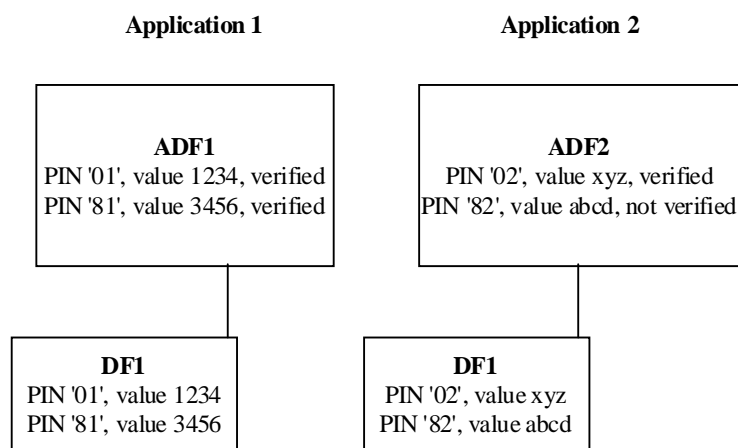 Application 1
Application 2
ADF1
PIN '01', value 1234, verified
PIN '81', value 3456, verified
ADF2
PIN '02', value xyz, verified
PIN '82', value abcd, not verified
DF1
PIN '01', value 1234
PIN '81', value 3456
DF1
PIN '02', value xyz
PIN '82', value abcd